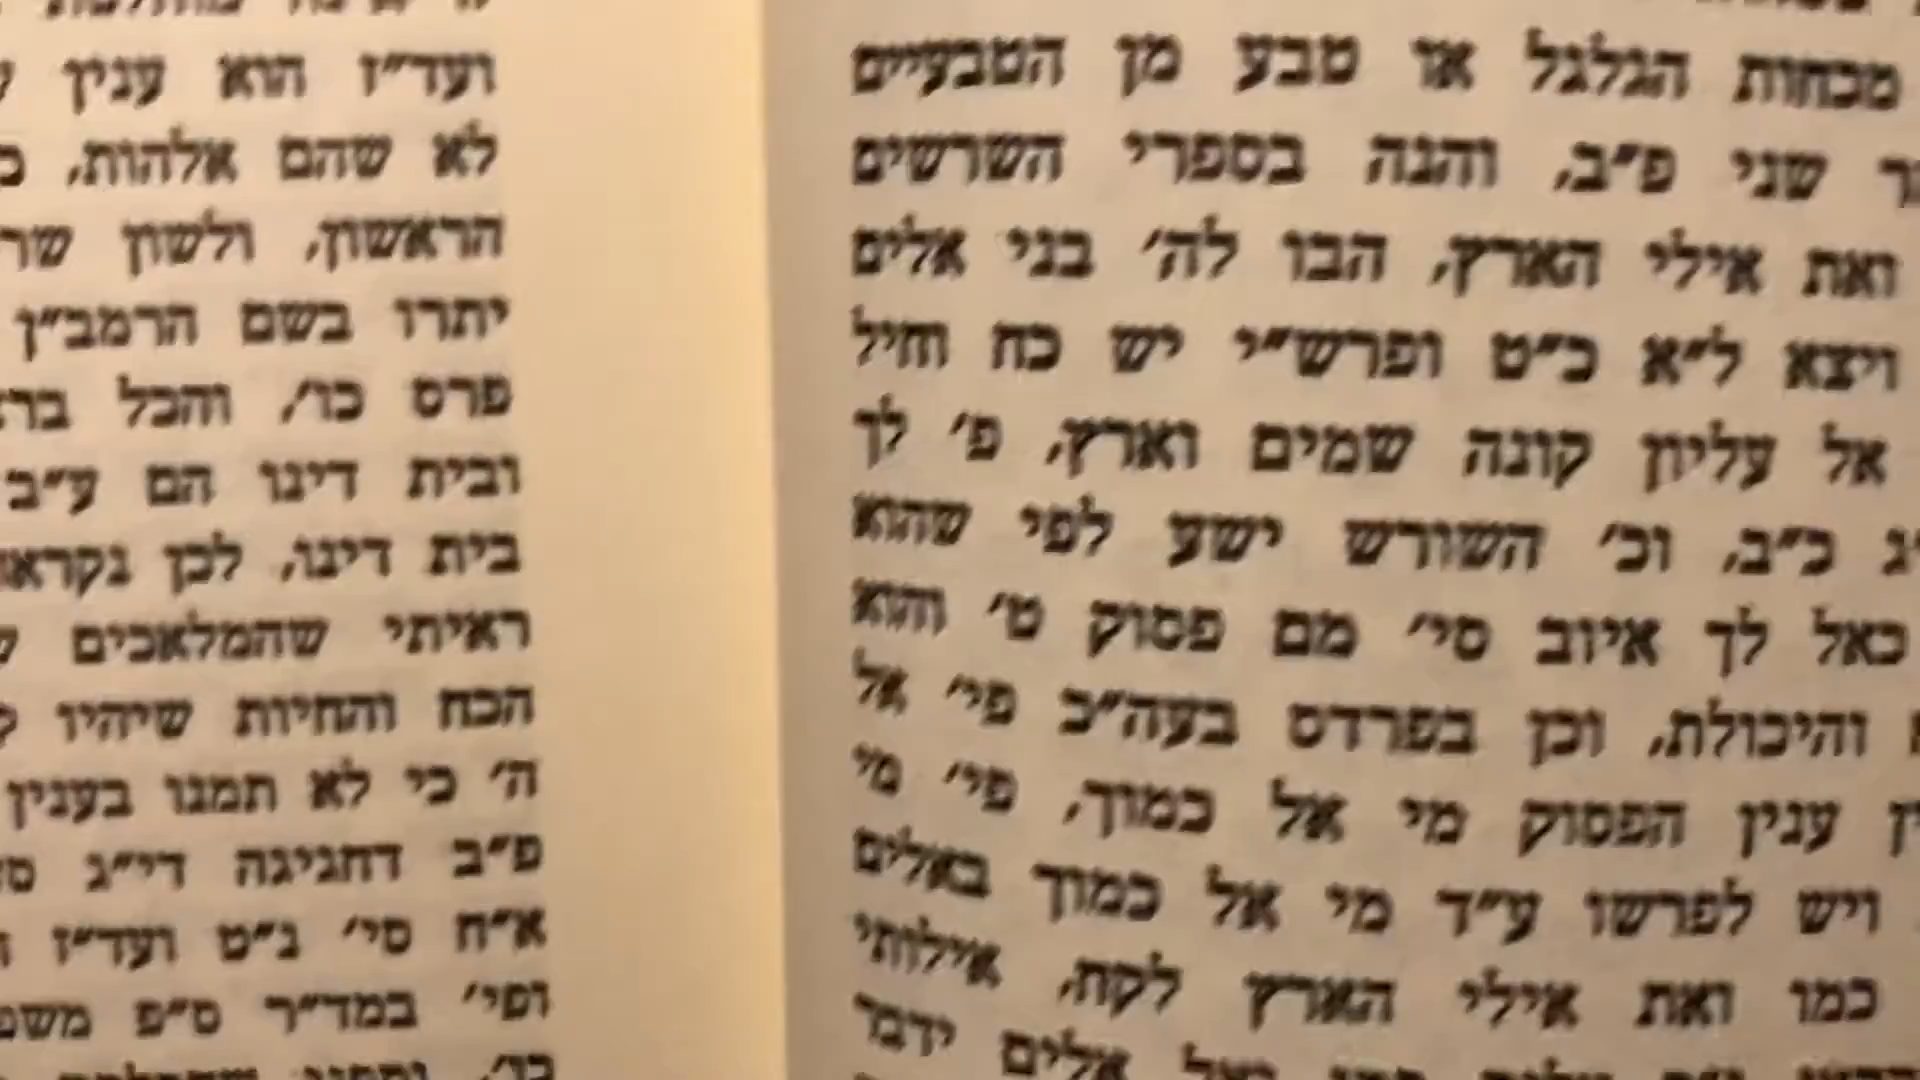 מכחות הגלגל או טבע מן הטבעיים
שני פ״ב, והנה בספרי השרשים
ואת אילי הארץ, הבו לה׳ בני אלים
ויצא ל״א כ״ט ופרש״י יש כח וחיל
אל עליון קונה שמים וארץ, פ׳ לך
כ״ב, וכ׳ השורש ישע לפי שהוא
כאל לך איוב סי׳ מם פסוק ט׳ והוא
והיכולת, וכן בפרדס בעה״כ פי׳ אל
ענין הפסוק מי אל כמוך, פי׳ מי
ויש לפרשו ע״ד מי אל כמוך באלים
כמו ואת אילי הארץ לקח, אילותי
אלים ידבר
ועד״ז הוא ענין
לא שהם אלהות,
הראשון, ולשון
יתרו בשם הרמב״ן
פרס כו׳, והכל
ובית דינו הם ע״ב
בית דינו, לכן
ראיתי שהמלאכים
הכח והחיות שיהיו
ה׳ כי לא תמנו בענין
פ״ב דחגיגה די״ג
א״ח סי׳ נ״ט ועד״ז
ופי׳ במד״ר ס״פ